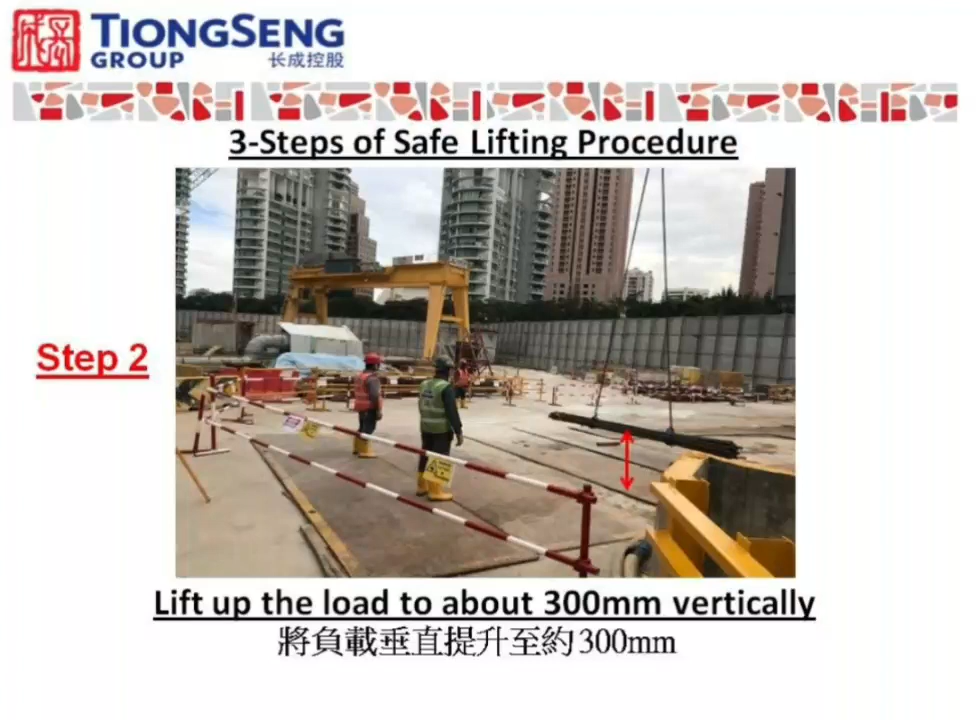 TIONGSENG
GROUP 长成控股
3-Steps of Safe Lifting Procedure
Step 2
Lift up the load to about 300mm vertically
將負載垂直提升至約300mm